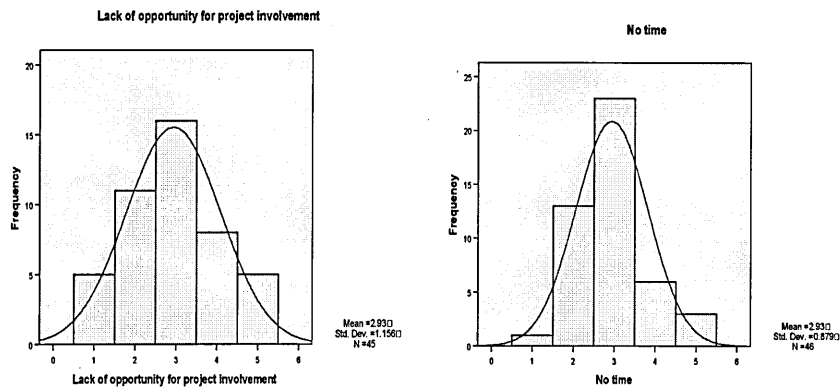 Lack of opportunity for project involvement
20
15
10
5
0
Frequency
0 1 2 3 4 5 6
Lack of opportunity for project involvement
Mean =2.93□
Std. Dev. =1.156□
N =45
No time
25
20
15
10
5
0
Frequency
0 1 2 3 4 5 6
No time
Mean =2.93□
Std. Dev. =0.879□
N =46